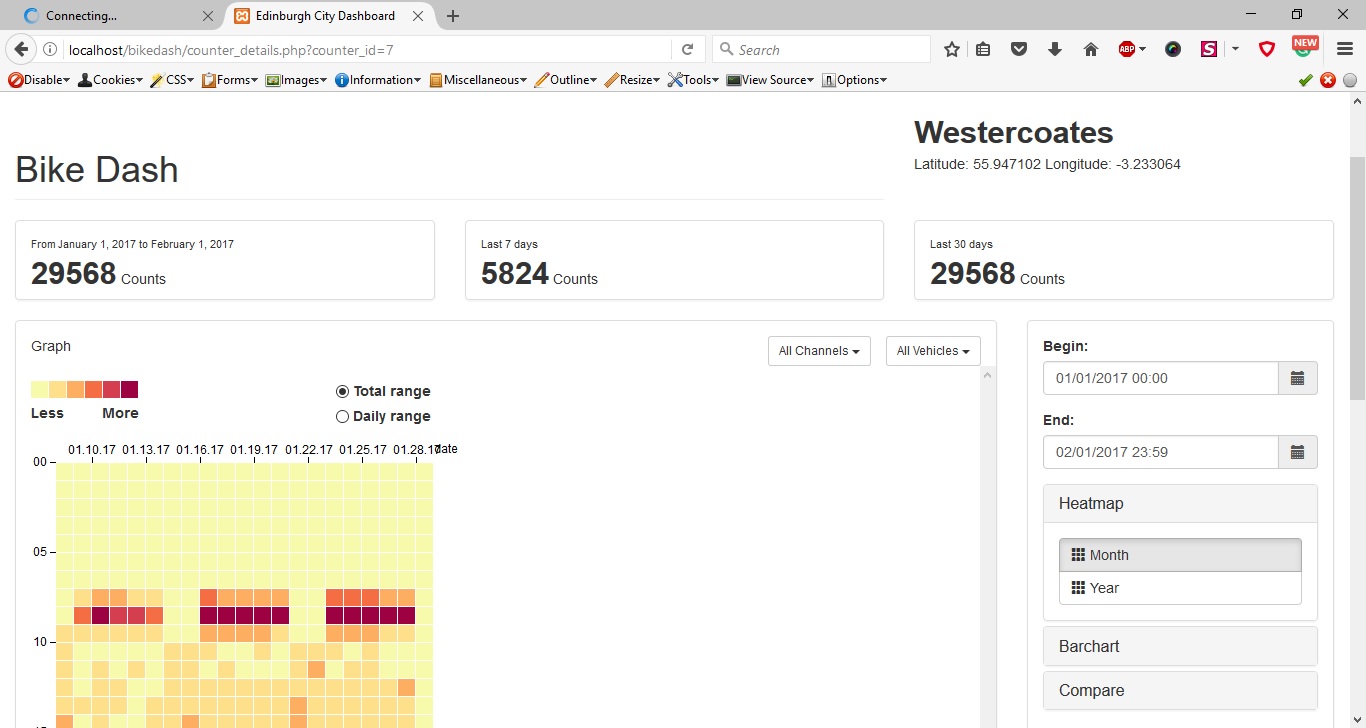 Connecting...
Edinburgh City Dashboard
localhost/bikedash/counter_details.php?counter_id=7
Search
ABP
S
NEW
Disable
Cookies
CSS
Forms
Images
Information
Miscellaneous
Outline
Resize
Tools
View Source
Options
Bike Dash
Westercoates
Latitude: 55.947102 Longitude: -3.233064
From January 1, 2017 to February 1, 2017
29568 Counts
Last 7 days
5824 Counts
Last 30 days
29568 Counts
Graph
All Channels
All Vehicles
Less More
Total range
Daily range
01.10.17 01.13.17 01.16.17 01.19.17 01.22.17 01.25.17 01.28.17 date
00
05
10
Begin:
01/01/2017 00:00
End:
02/01/2017 23:59
Heatmap
Month
Year
Barchart
Compare